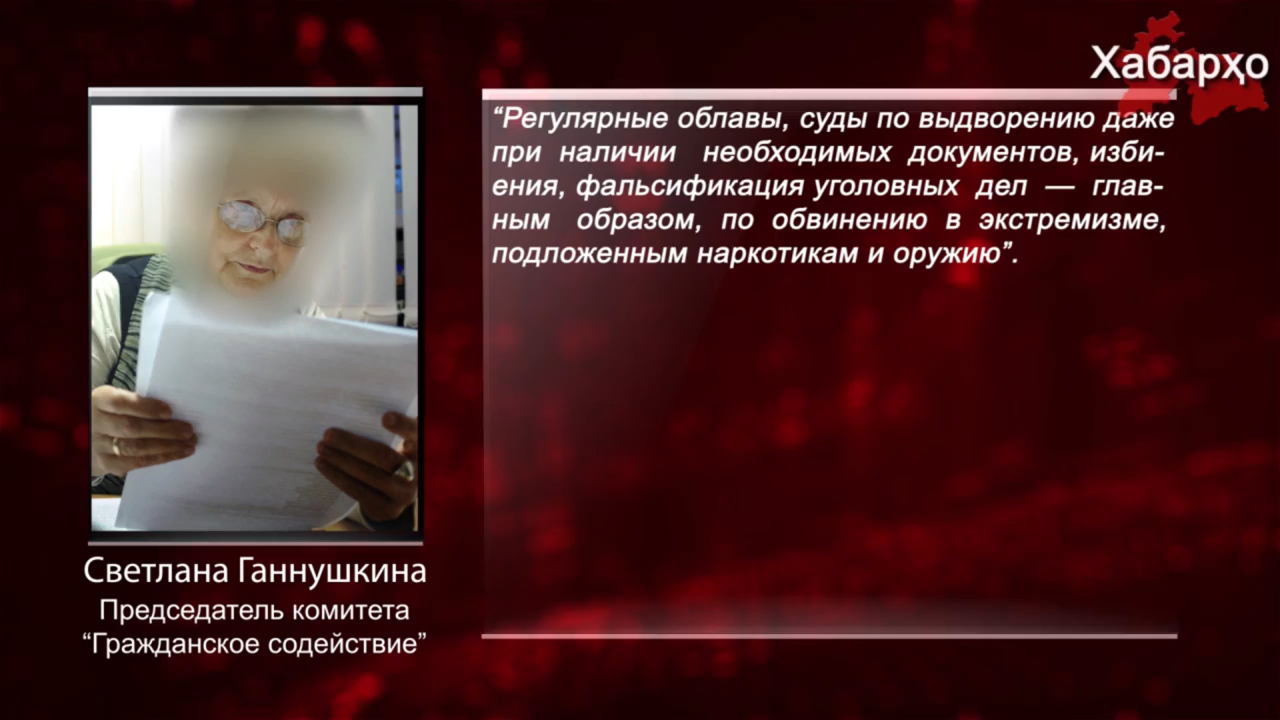 Хабарҳо
“Регулярные облавы, суды по выдворению даже
при наличии необходимых документов, изби-
ения, фальсификация уголовных дел — глав-
ным образом, по обвинению в экстремизме,
подложенным наркотикам и оружию”.
Светлана Ганнушкина
Председатель комитета
“Гражданское содействие”